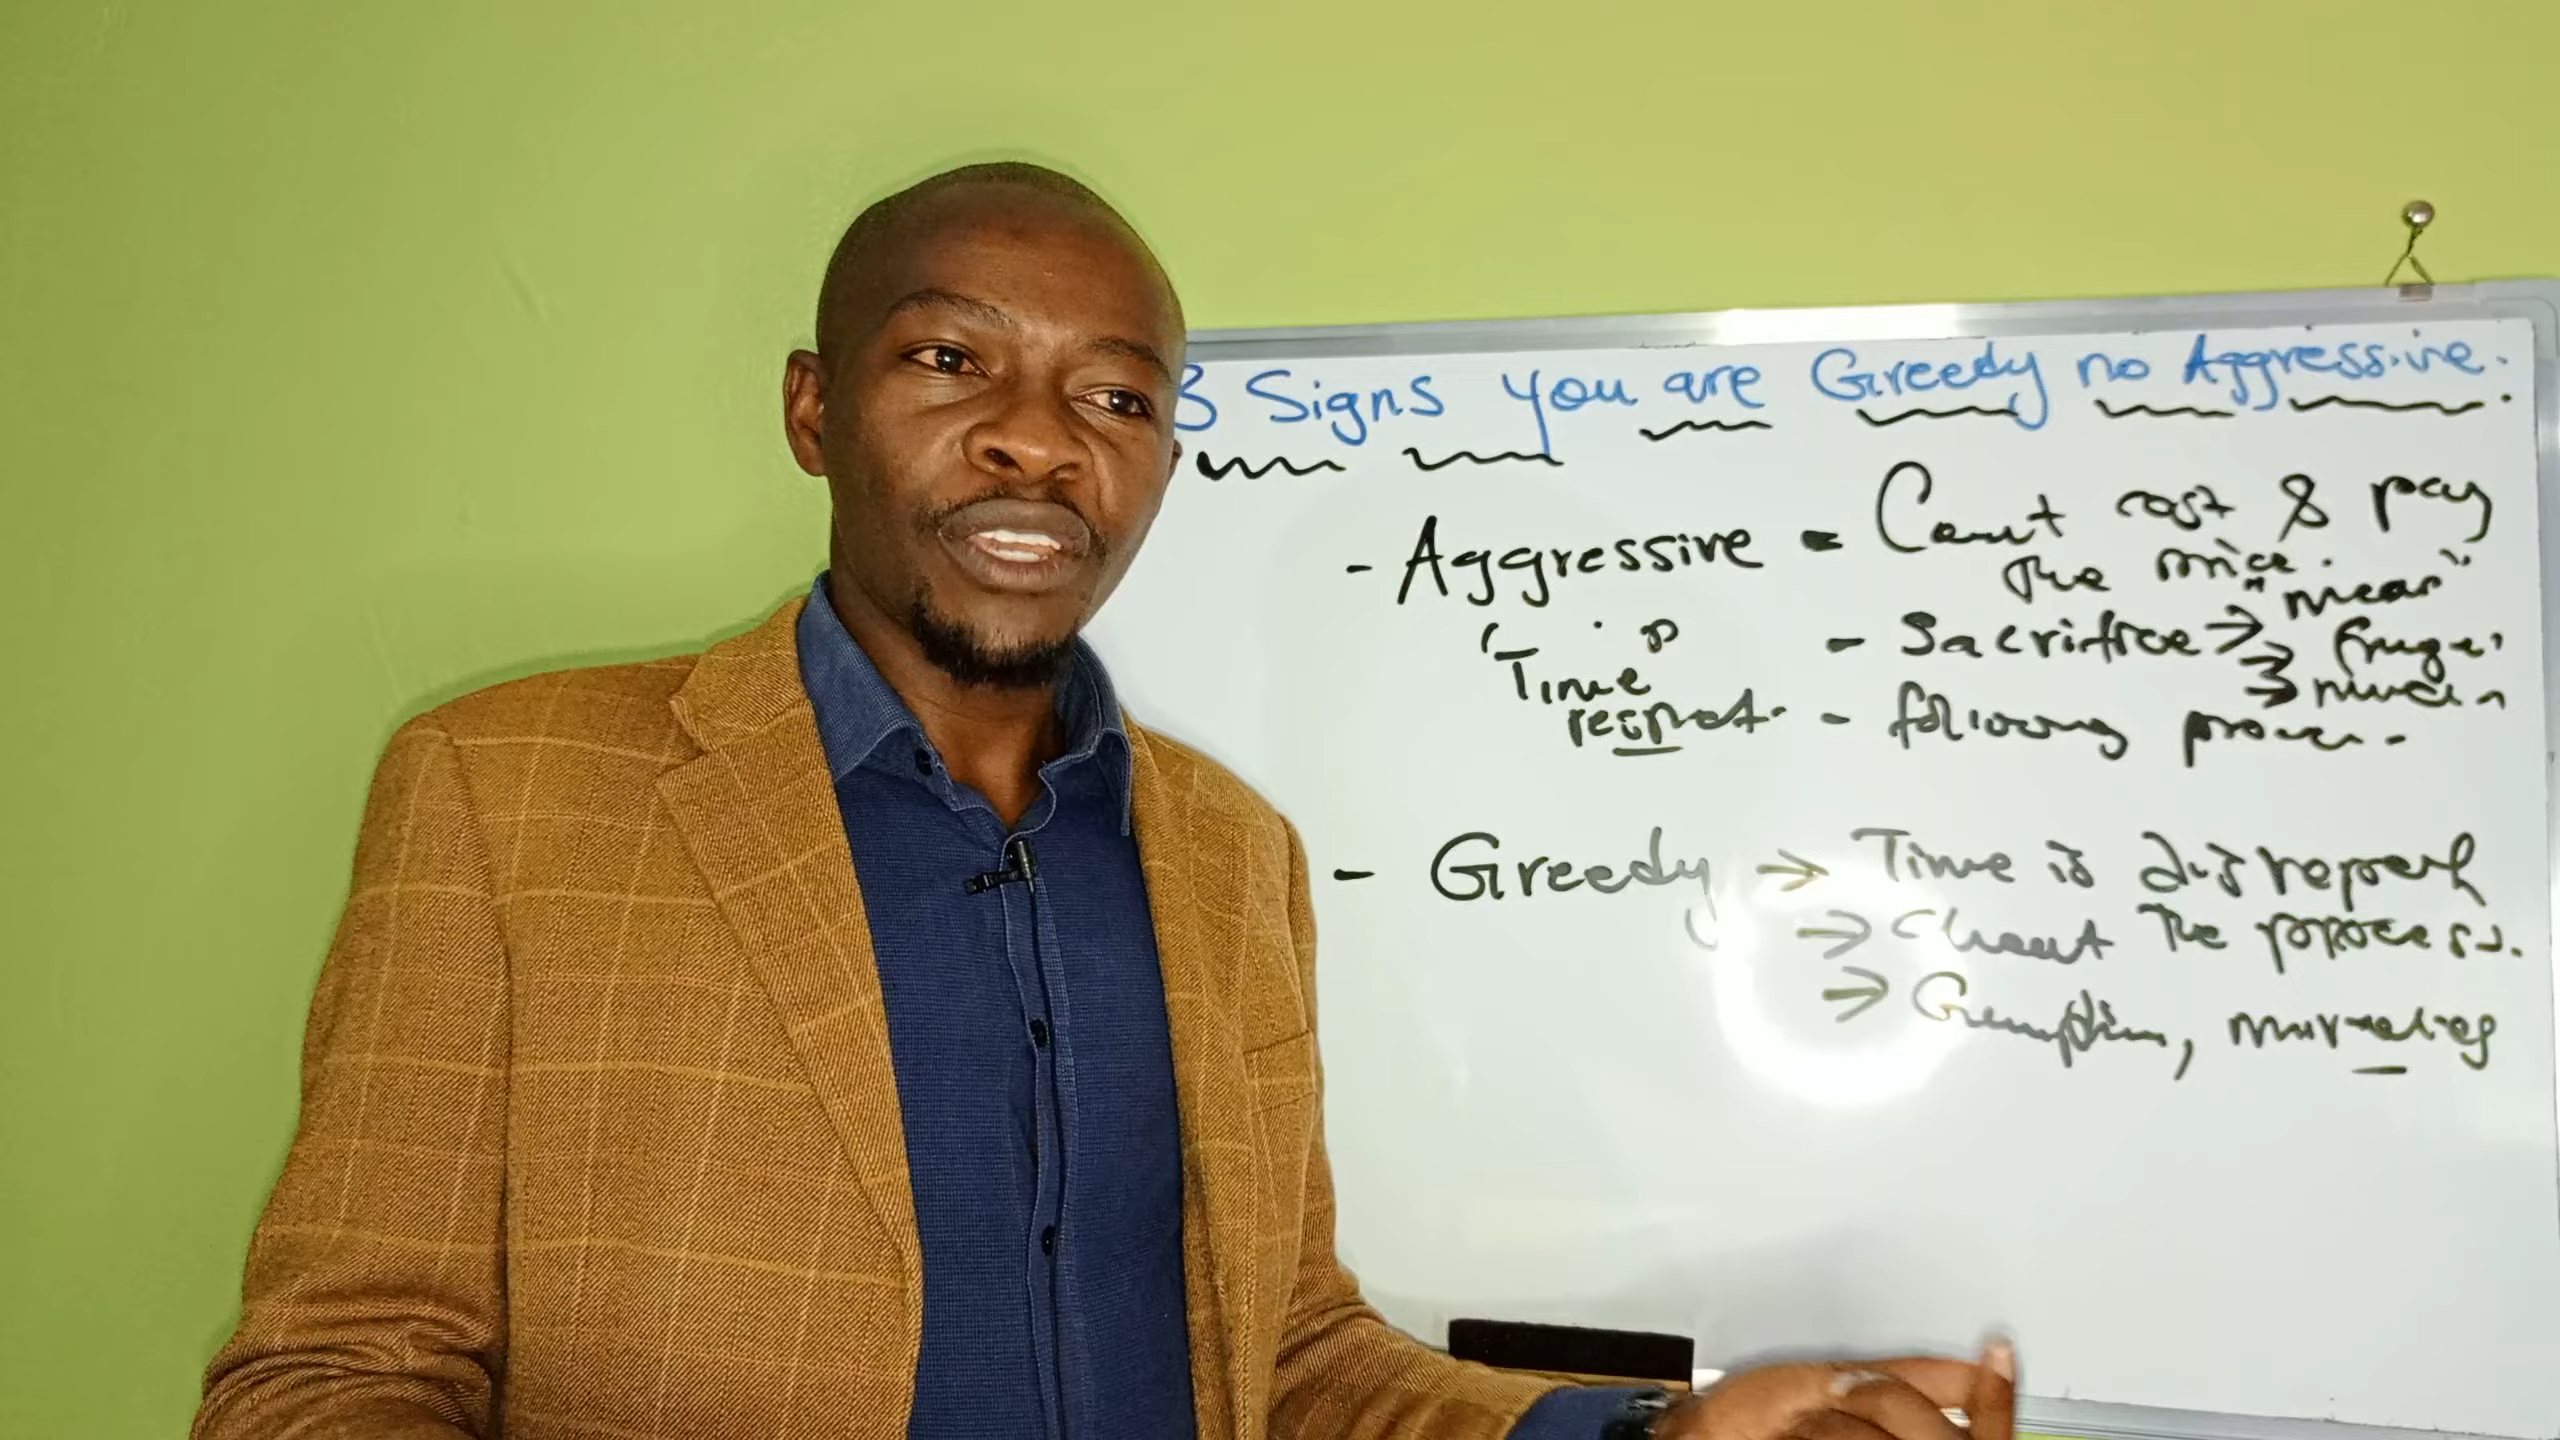 3 Signs you are Greedy no Aggressive.
- Aggressive = Count cost & pay
the price.
"mean"
"Time - Sacrifice →
respect. - following process.
- Greedy → Time is disrespect
→ Cheat the process.
→